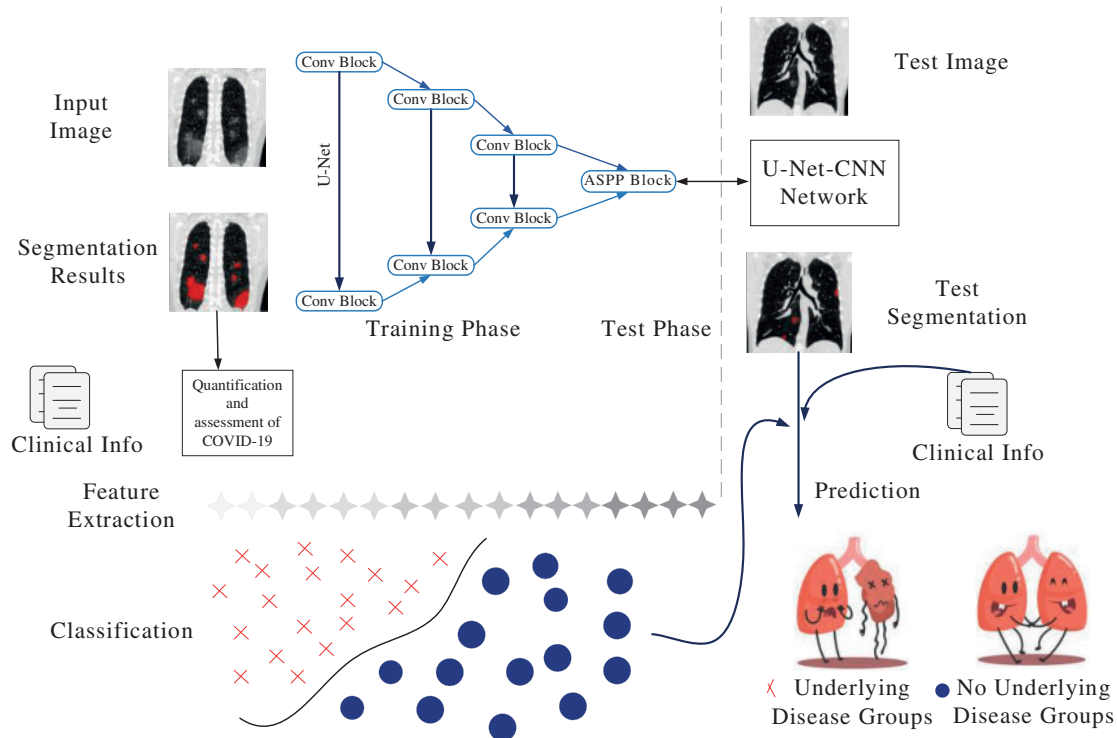 Input
Image
Conv Block
Conv Block
Conv Block
U-Net
ASPP Block
Conv Block
Conv Block
Conv Block
Segmentation
Results
Training Phase
Test Phase
Test Image
U-Net-CNN
Network
Test
Segmentation
Quantification
and
assessment of
COVID-19
Clinical Info
Clinical Info
Prediction
Feature
Extraction
Classification
Underlying
Disease Groups
No Underlying
Disease Groups